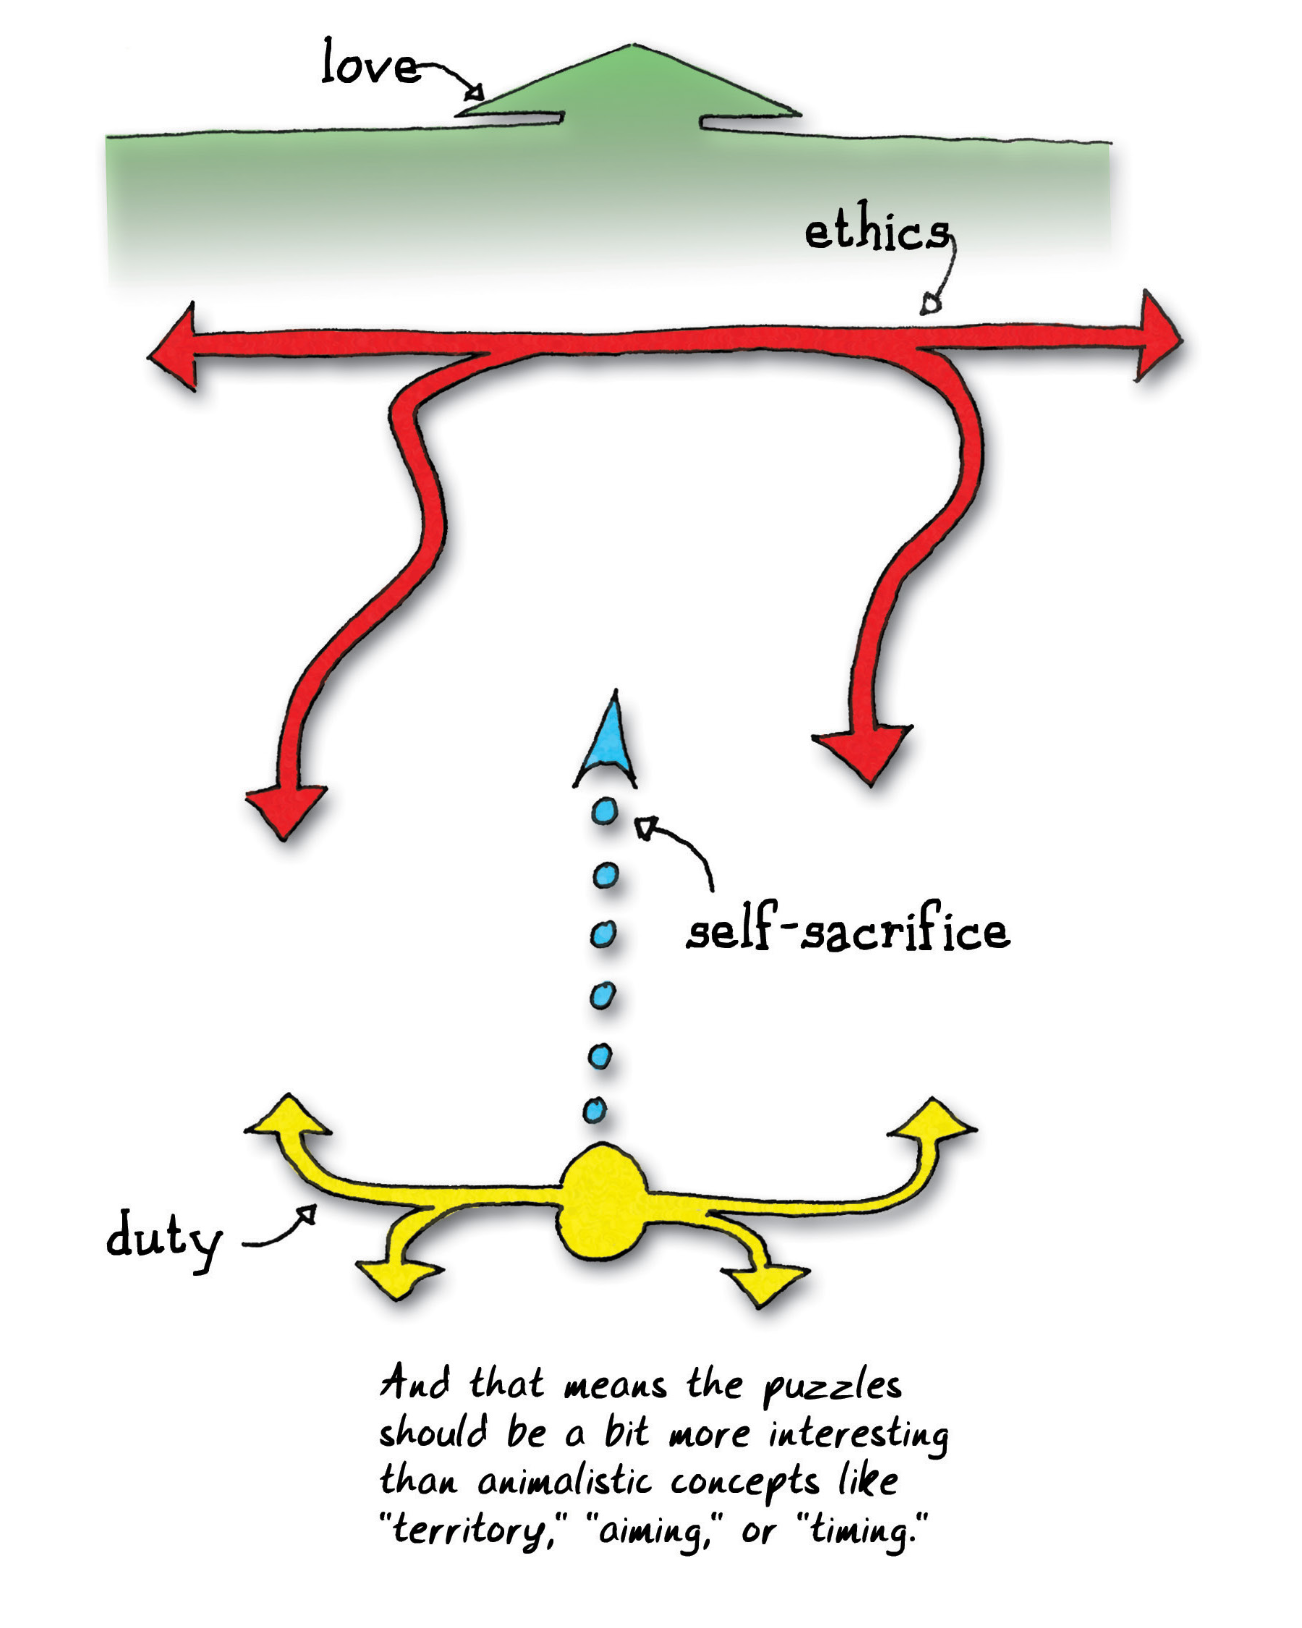 love
ethics
self-sacrifice
duty
And that means the puzzles
should be a bit more interesting
than animalistic concepts like
"territory," "aiming," or "timing."